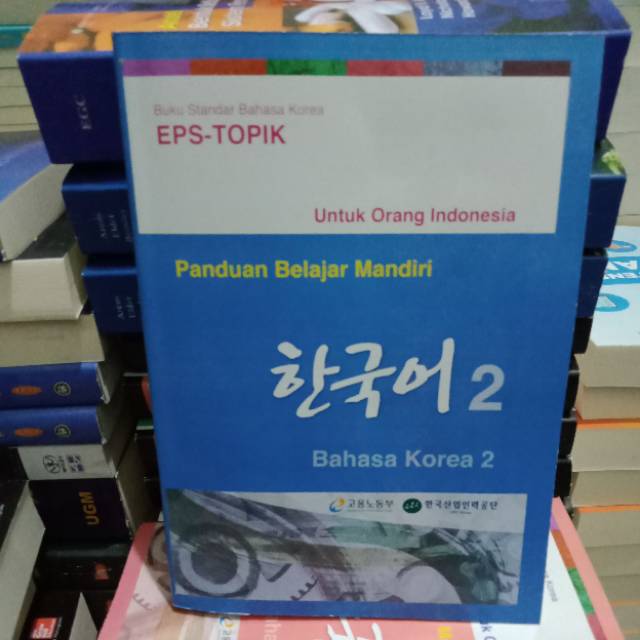 ECC
Buku Standar Bahasa Korea
EPS-TOPIK
Untuk Orang Indonesia
Panduan Belajar Mandiri
한국어 2
Bahasa Korea 2
고용노동부 한국산업인력공단
UGM